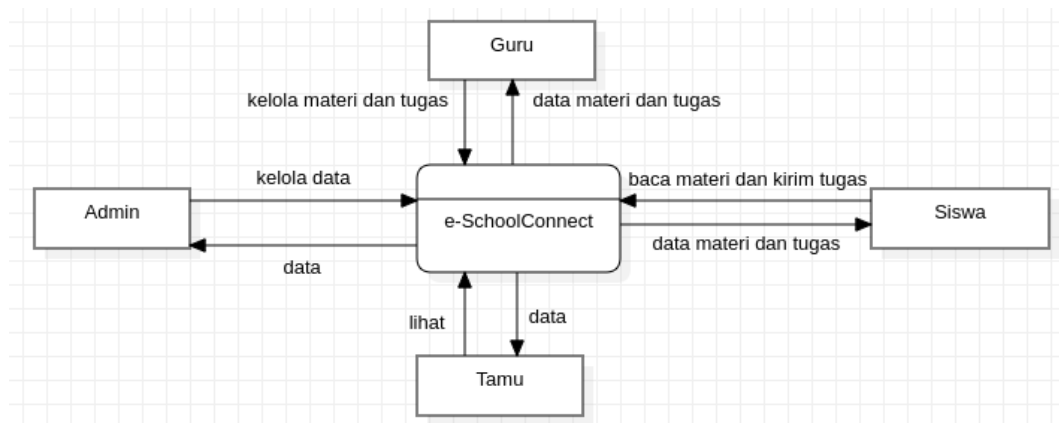 Guru
kelola materi dan tugas
data materi dan tugas
kelola data
baca materi dan kirim tugas
Admin
e-SchoolConnect
Siswa
data
data materi dan tugas
lihat
data
Tamu